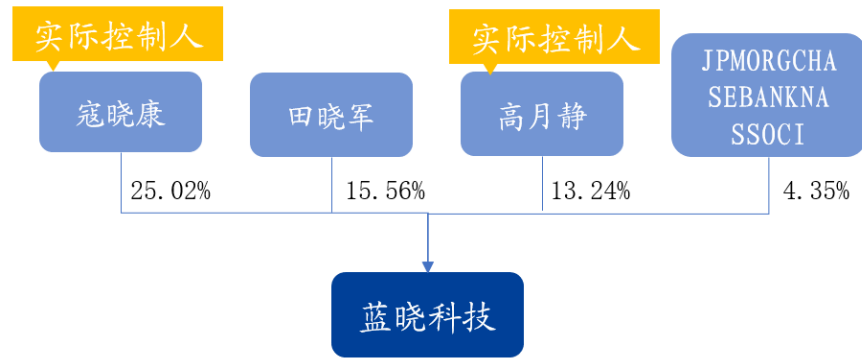 实际控制人
实际控制人
寇晓康
田晓军
高月静
JPMORGCHA
SEBANKNA
SSOCI
25.02%
15.56%
13.24%
4.35%
蓝晓科技